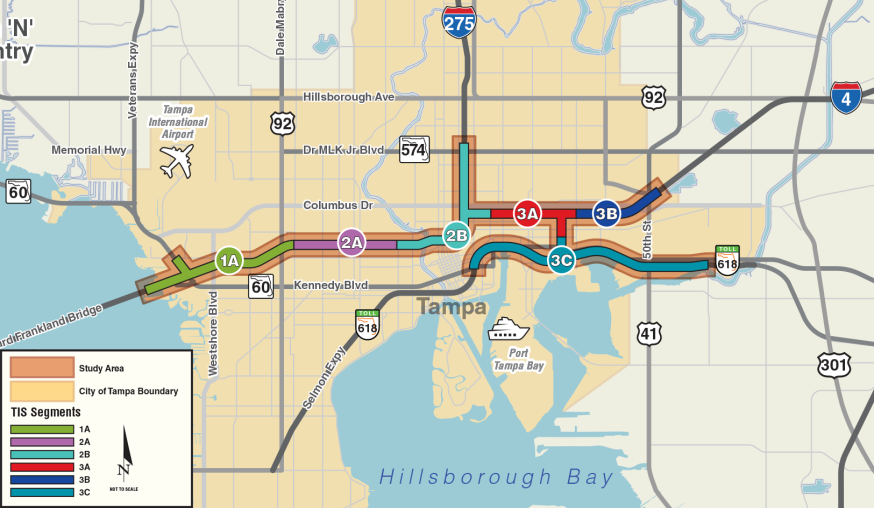 'N'
ntry
275
Veterans Expy
Dale Mabr
Hillsborough Ave
92
4
Tampa
International
Airport
92
Memorial Hwy
Dr MLK Jr Blvd
574
60
Columbus Dr
3A
3B
2B
2A
1A
3C
50th St
TOLL
618
60
Kennedy Blvd
Tampa
ard Frankland Bridge
Westshore Blvd
TOLL
618
Selmon Expy
Port
Tampa Bay
41
301
Study Area
City of Tampa Boundary
TIS Segments
1A
2A
2B
3A
3B
3C
N
NOT TO SCALE
Hillsborough Bay